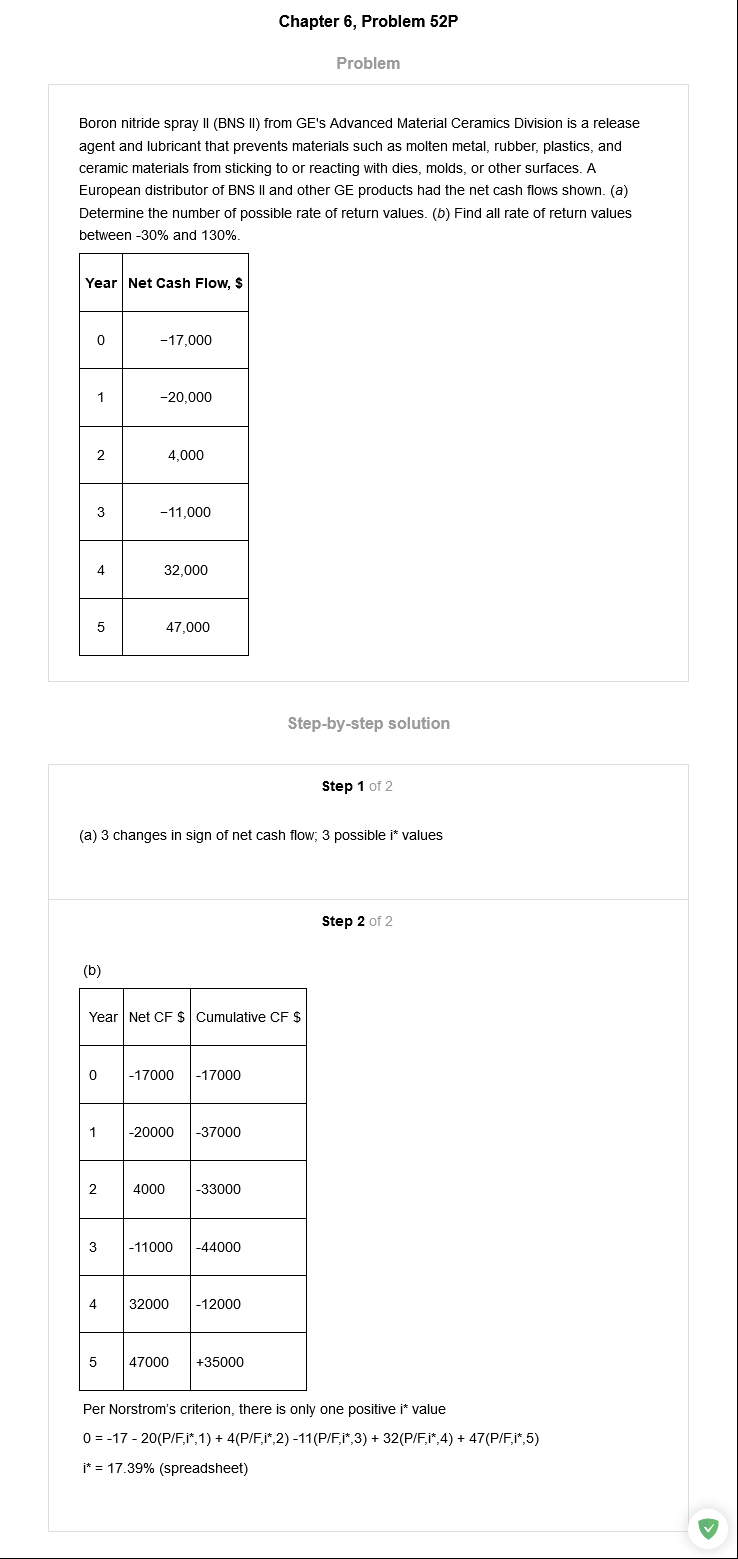 Chapter 6, Problem 52P
Problem
Boron nitride spray II (BNS II) from GE's Advanced Material Ceramics Division is a release
agent and lubricant that prevents materials such as molten metal, rubber, plastics, and
ceramic materials from sticking to or reacting with dies, molds, or other surfaces. A
European distributor of BNS II and other GE products had the net cash flows shown. (a)
Determine the number of possible rate of return values. (b) Find all rate of return values
between -30% and 130%.
Year Net Cash Flow, $
0 −17,000
1 −20,000
2 4,000
3 −11,000
4 32,000
5 47,000
Step-by-step solution
Step 1 of 2
(a) 3 changes in sign of net cash flow; 3 possible i* values
Step 2 of 2
(b)
Year Net CF $ Cumulative CF $
0 -17000 -17000
1 -20000 -37000
2 4000 -33000
3 -11000 -44000
4 32000 -12000
5 47000 +35000
Per Norstrom's criterion, there is only one positive i* value
0 = -17 - 20(P/F,i*,1) + 4(P/F,i*,2) -11(P/F,i*,3) + 32(P/F,i*,4) + 47(P/F,i*,5)
i* = 17.39% (spreadsheet)